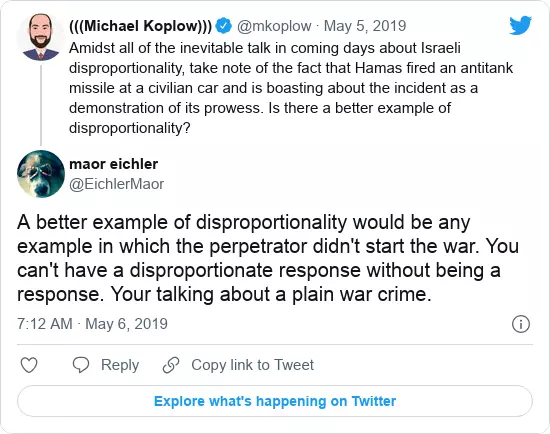 (((Michael Koplow))) @mkoplow · May 5, 2019
Amidst all of the inevitable talk in coming days about Israeli
disproportionality, take note of the fact that Hamas fired an antitank
missile at a civilian car and is boasting about the incident as a
demonstration of its prowess. Is there a better example of
disproportionality?
maor eichler
@EichlerMaor
A better example of disproportionality would be any
example in which the perpetrator didn't start the war. You
can't have a disproportionate response without being a
response. Your talking about a plain war crime.
7:12 AM · May 6, 2019
Reply
Copy link to Tweet
Explore what's happening on Twitter